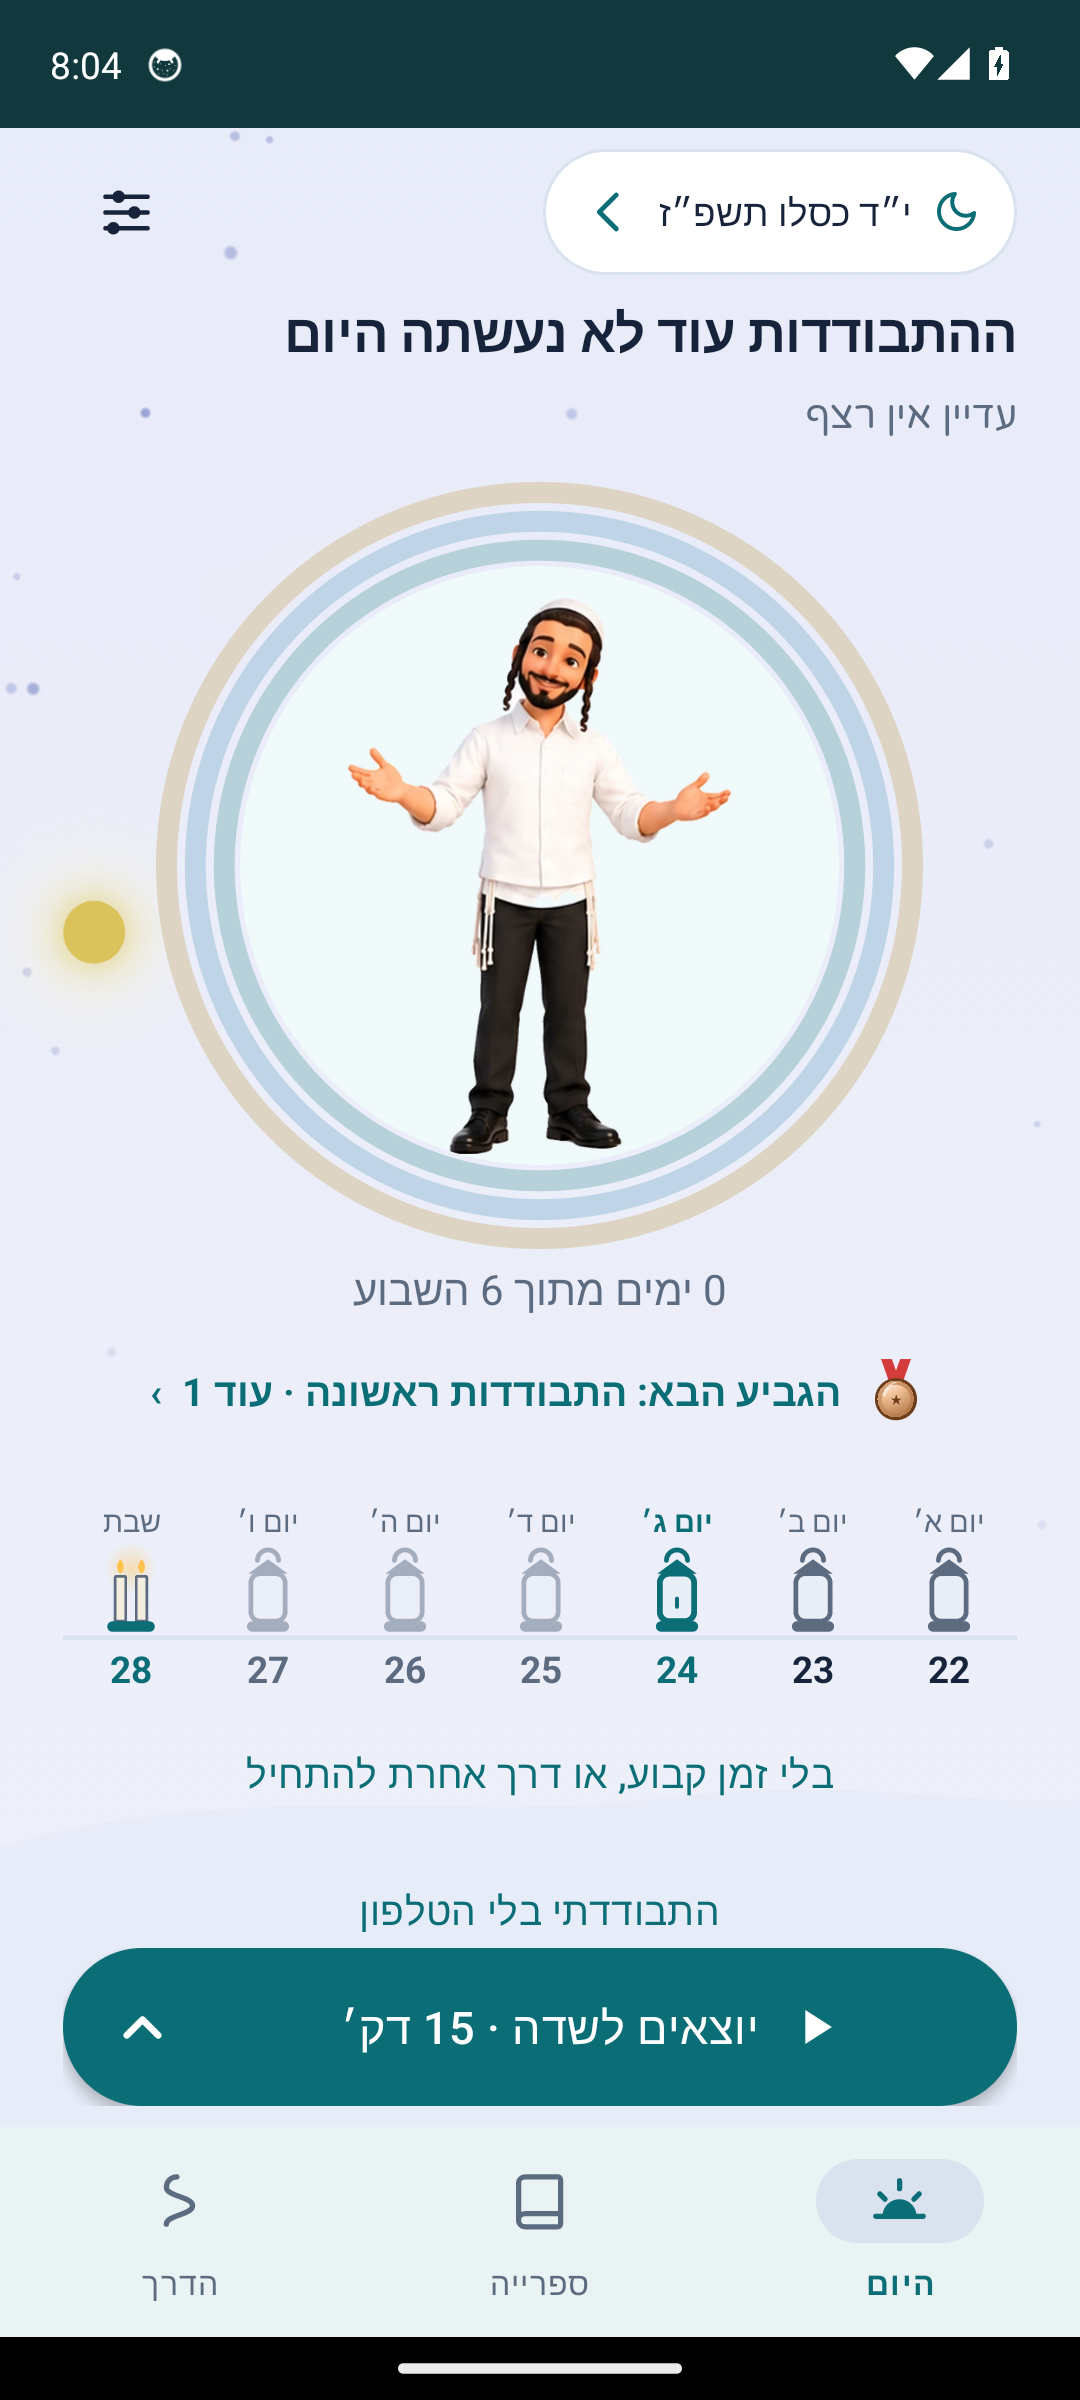 8:04
י״ד כסלו תשפ״ז
ההתבודדות עוד לא נעשתה היום
עדיין אין רצף
0 ימים מתוך 6 השבוע
הגביע הבא: התבודדות ראשונה · עוד 1 ›
יום א׳ יום ב׳ יום ג׳ יום ד׳ יום ה׳ יום ו׳ שבת
22 23 24 25 26 27 28
בלי זמן קבוע, או דרך אחרת להתחיל
התבודדתי בלי הטלפון
יוצאים לשדה · 15 דק׳
היום ספרייה הדרך